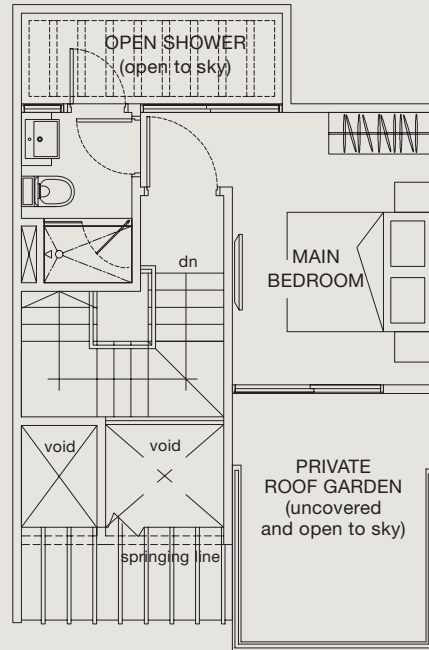 OPEN SHOWER
(open to sky)
dn
MAIN
BEDROOM
void
void
PRIVATE
ROOF GARDEN
(uncovered
and open to sky)
springing line